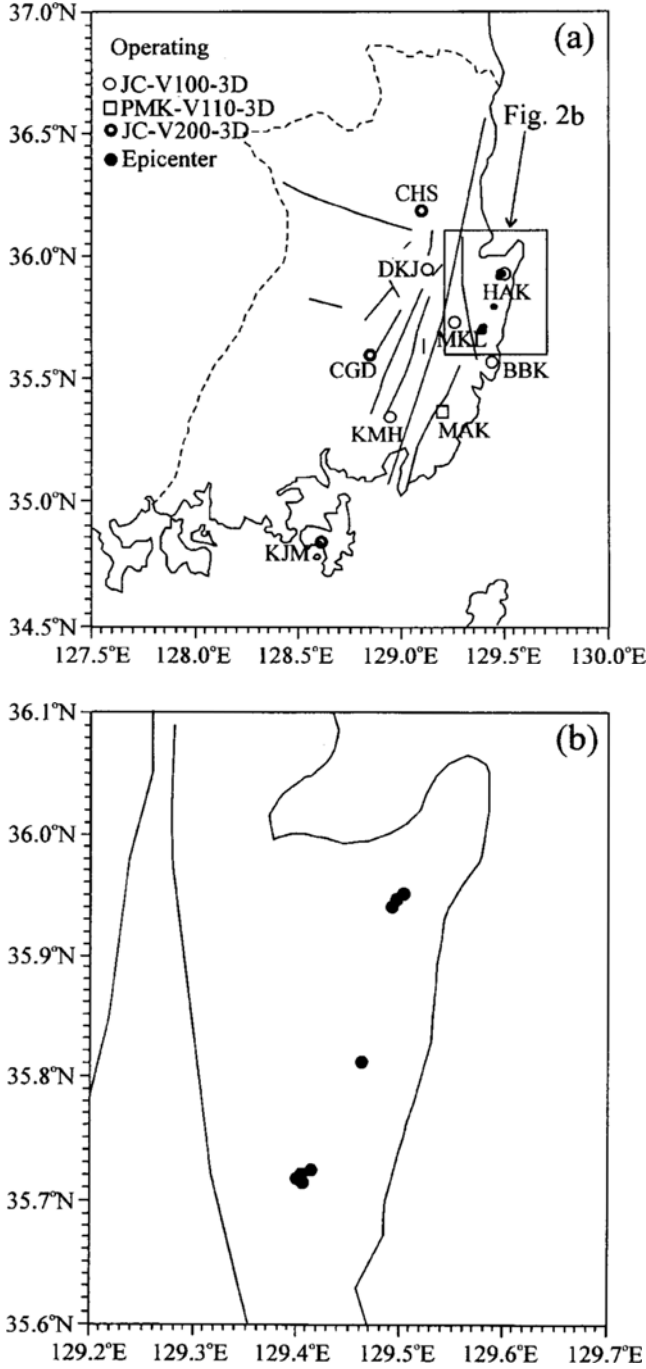 37.0°N
(a)
Operating
JC-V100-3D
PMK-V110-3D
JC-V200-3D
Epicenter
36.5°N
Fig. 2b
CHS
36.0°N
DKJ
HAK
MKL
35.5°N
CGD
BBK
KMH
MAK
35.0°N
KJM
34.5°N
127.5°E 128.0°E 128.5°E 129.0°E 129.5°E 130.0°E
36.1°N
(b)
36.0°N
35.9°N
35.8°N
35.7°N
35.6°N
129.2°E 129.3°E 129.4°E 129.5°E 129.6°E 129.7°E